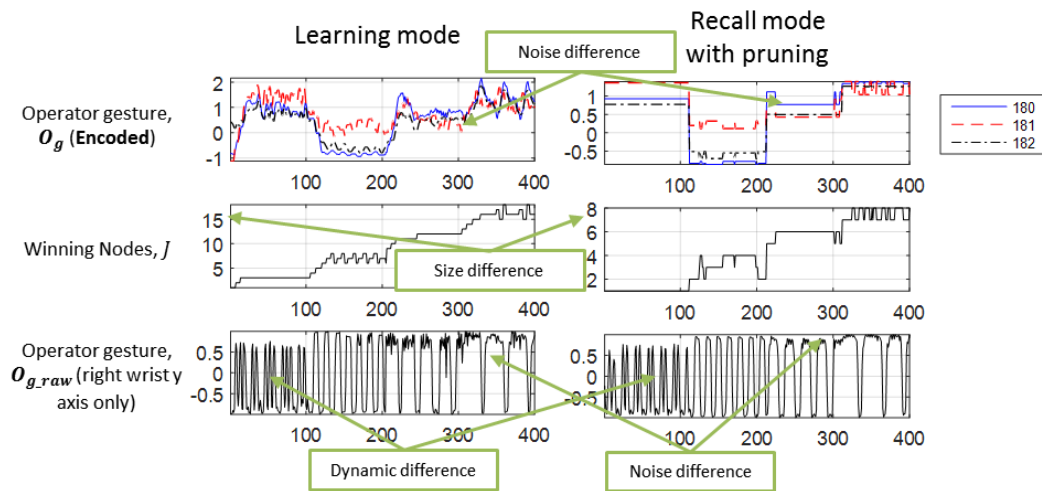 Learning mode
Recall mode
with pruning
Noise difference
Operator gesture,
O_g (Encoded)
2
1
0
-1
100 200 300 400
1
0.5
0
-0.5
100 200 300 400
180
181
182
Winning Nodes, J
15
10
5
100 200 300 400
Size difference
8
6
4
2
100 200 300 400
Operator gesture,
O_g_raw (right wrist y
axis only)
0.5
0
-0.5
100 200 300 400
0.5
0
-0.5
100 200 300 400
Dynamic difference
Noise difference